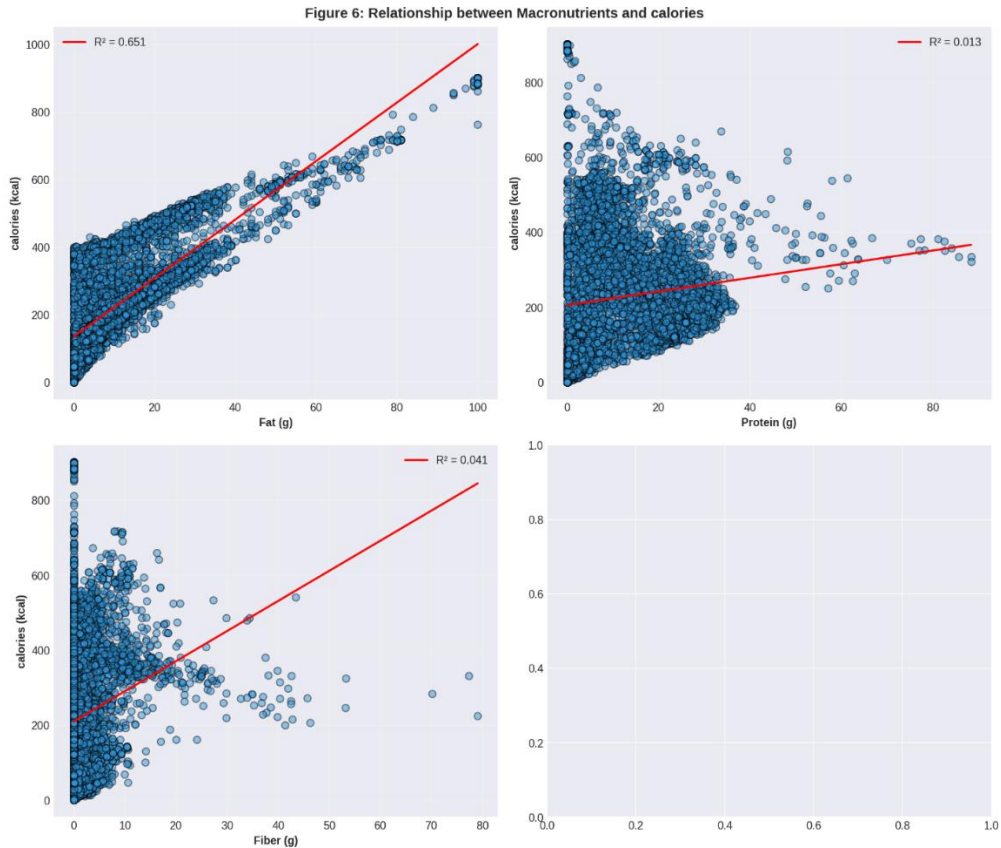 Figure 6: Relationship between Macronutrients and calories
R² = 0.651
calories (kcal)
1000
800
600
400
200
0
0 20 40 60 80 100
Fat (g)
R² = 0.013
calories (kcal)
800
600
400
200
0
0 20 40 60 80
Protein (g)
R² = 0.041
calories (kcal)
800
600
400
200
0
0 10 20 30 40 50 60 70 80
Fiber (g)
1.0
0.8
0.6
0.4
0.2
0.0
0.0 0.2 0.4 0.6 0.8 1.0